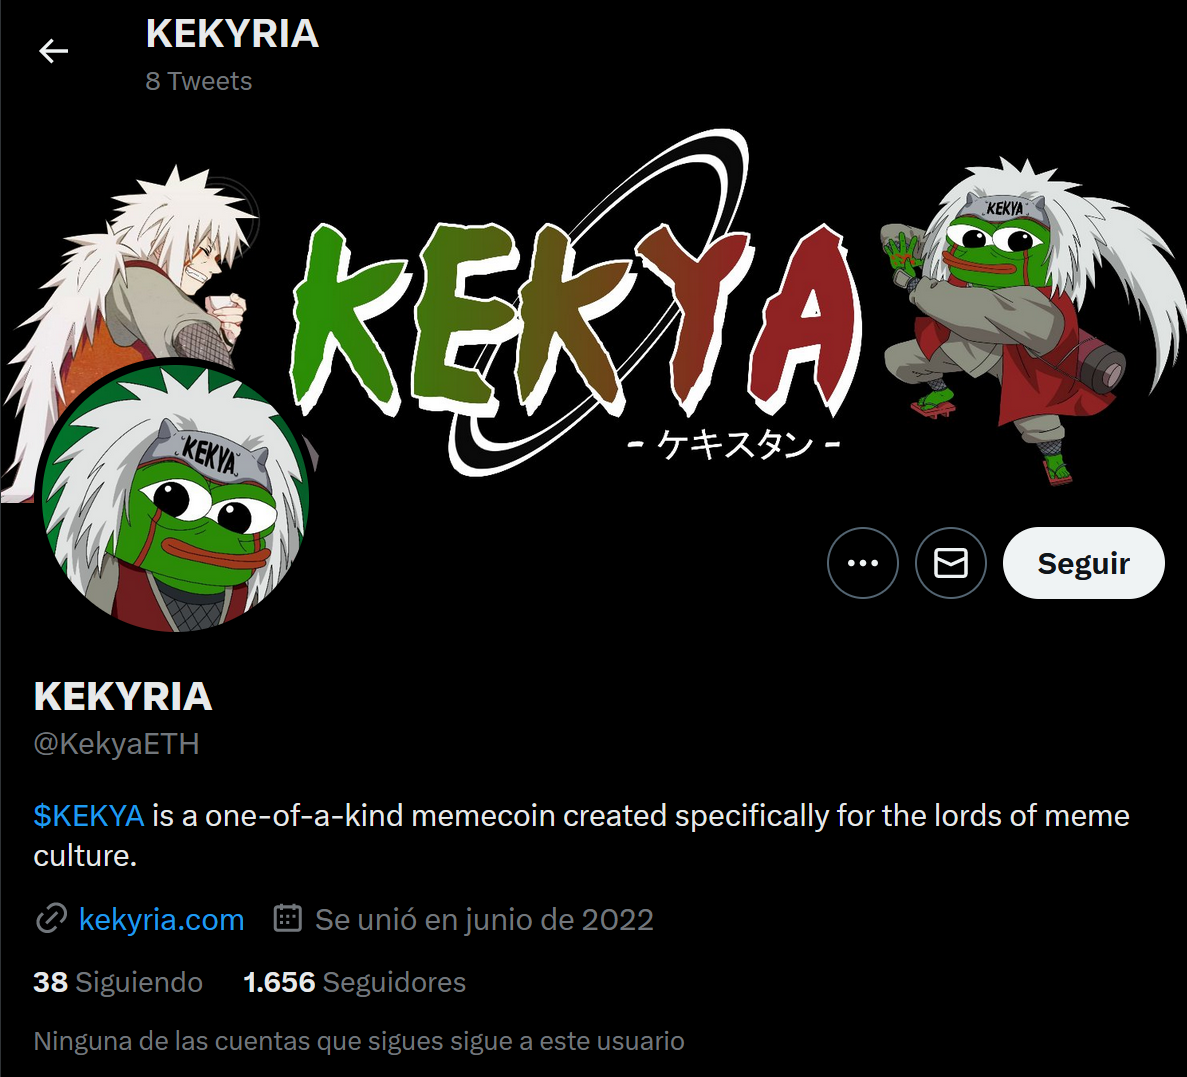 KEKYRIA
8 Tweets
KEKYA
- ケキスタン -
KEKYA
KEKYA
Seguir
KEKYRIA
@KekyaETH
$KEKYA is a one-of-a-kind memecoin created specifically for the lords of meme
culture.
kekyria.com Se unió en junio de 2022
38 Siguiendo 1.656 Seguidores
Ninguna de las cuentas que sigues sigue a este usuario